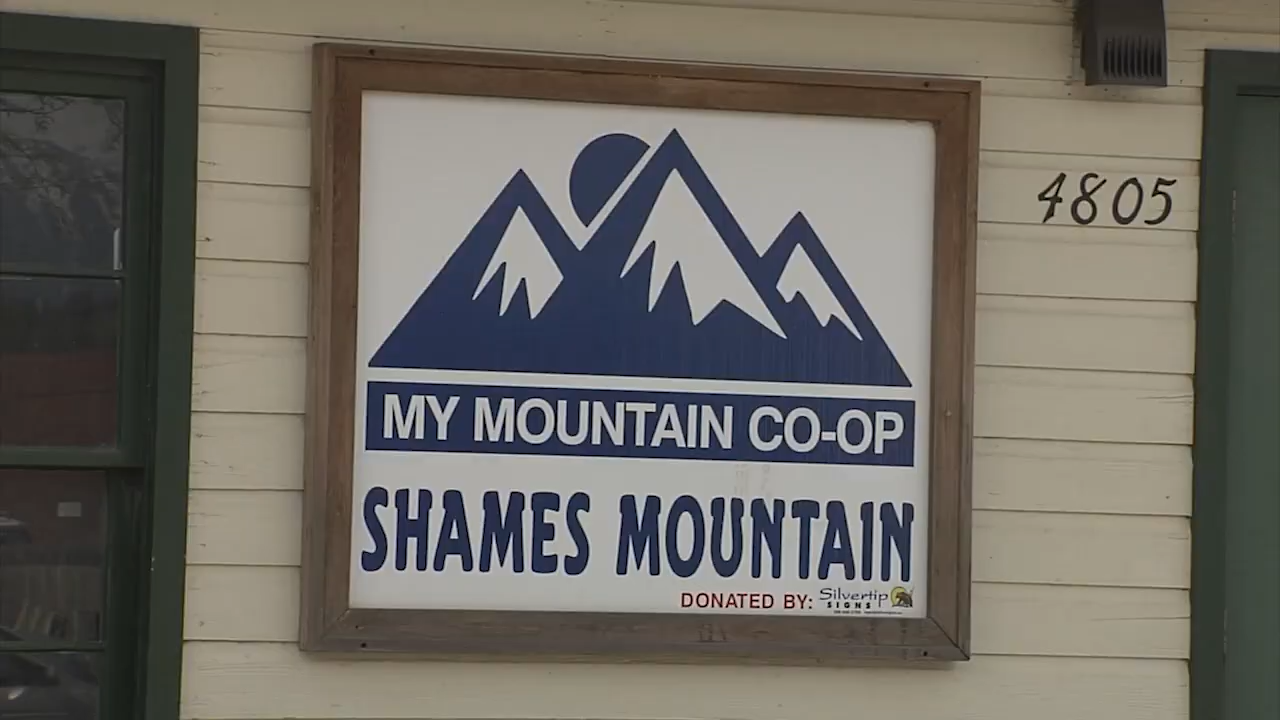 4805
MY MOUNTAIN CO-OP
SHAMES MOUNTAIN
DONATED BY: Silvertip
SIGNS